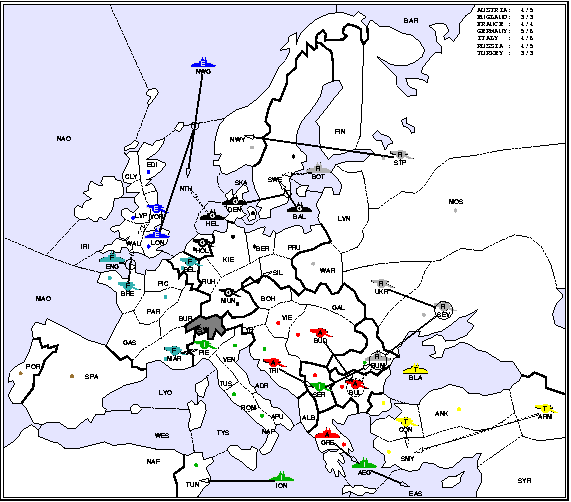 AUSTRIA: 4/5
ENGLAND: 3/3
FRANCE : 4/4
GERMANY: 5/6
ITALY : 4/6
RUSSIA : 4/5
TURKEY : 3/3
BAR
NWG
NAO
NWY
FIN
STP
EDI
CLY
SKA
SWE
BOT
NTH
MOS
LVP
YOR
DEN
HEL
BAL
LVN
IRI
WAL
LON
HOL
KIE
BER
PRU
ENG
BEL
WAR
RUH
SIL
UKR
BRE
PIC
MUN
BOH
GAL
MAO
PAR
VIE
SEV
BUR
BUD
GAS
MAR
PIE
VEN
TRI
RUM
BLA
POR
SPA
TUS
SER
BUL
LYO
ADR
ROM
ALB
CON
ANK
ARM
APU
WES
TYS
NAP
GRE
NAF
SMY
AEG
TUN
ION
EAS
SYR